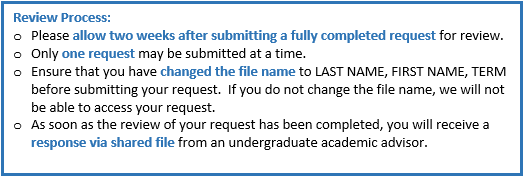 Review Process:
o Please allow two weeks after submitting a fully completed request for review.
o Only one request may be submitted at a time.
o Ensure that you have changed the file name to LAST NAME, FIRST NAME, TERM
before submitting your request.  If you do not change the file name, we will not
be able to access your request.
o As soon as the review of your request has been completed, you will receive a
response via shared file from an undergraduate academic advisor.